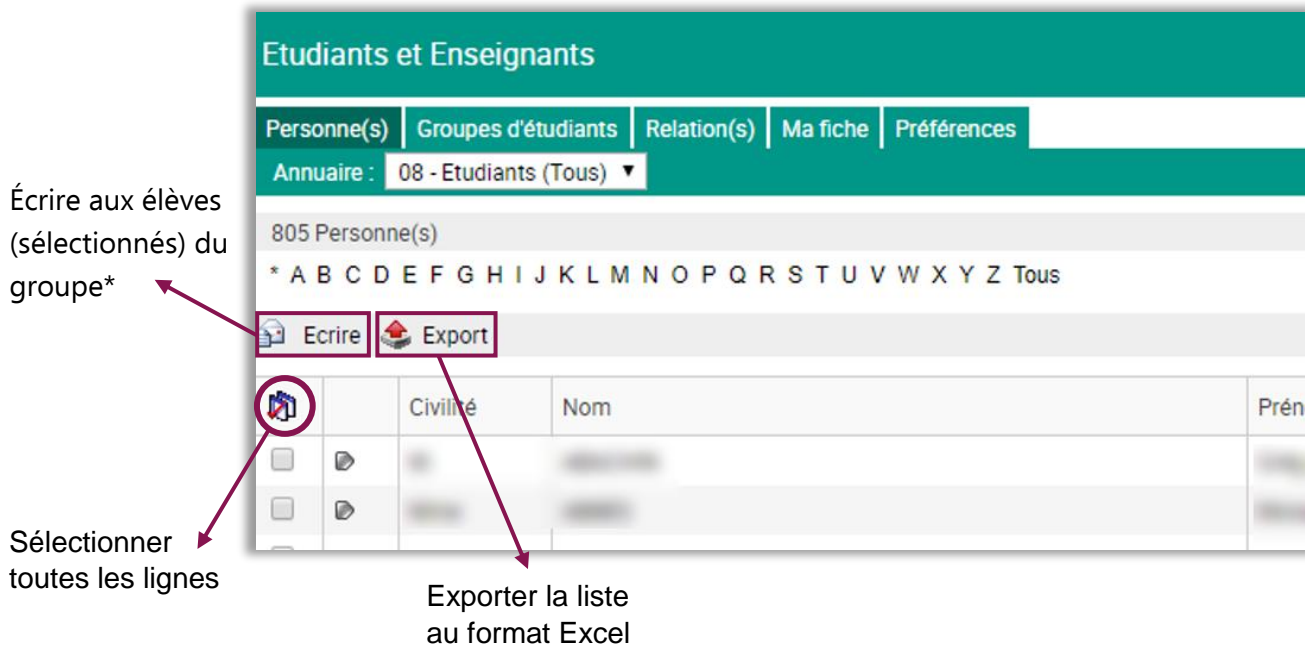 Etudiants et Enseignants
Personne(s) Groupes d'étudiants Relation(s) Ma fiche Préférences
Annuaire : 08 - Etudiants (Tous)
805 Personne(s)
* A B C D E F G H I J K L M N O P Q R S T U V W X Y Z Tous
Écrire aux élèves
(sélectionnés) du
groupe*
Ecrire Export
Civilité Nom Prén
Sélectionner
toutes les lignes
Exporter la liste
au format Excel